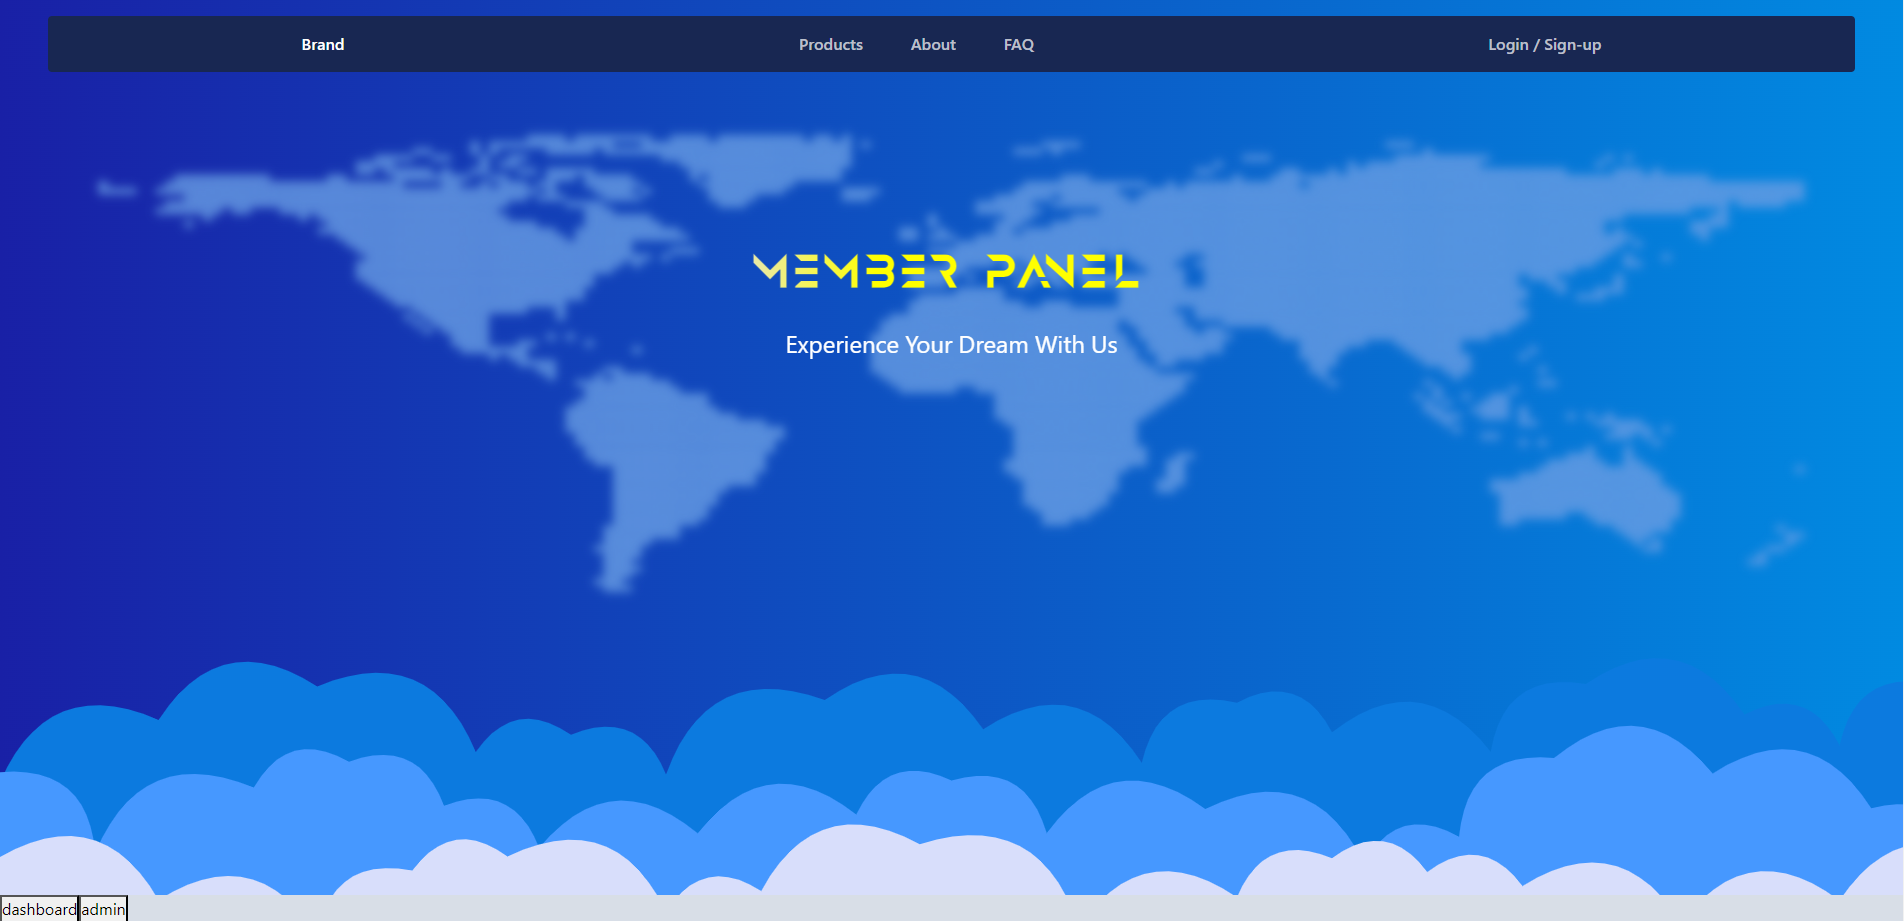 Brand Products About FAQ Login / Sign-up
MEMBER PANEL
Experience Your Dream With Us
dashboard admin